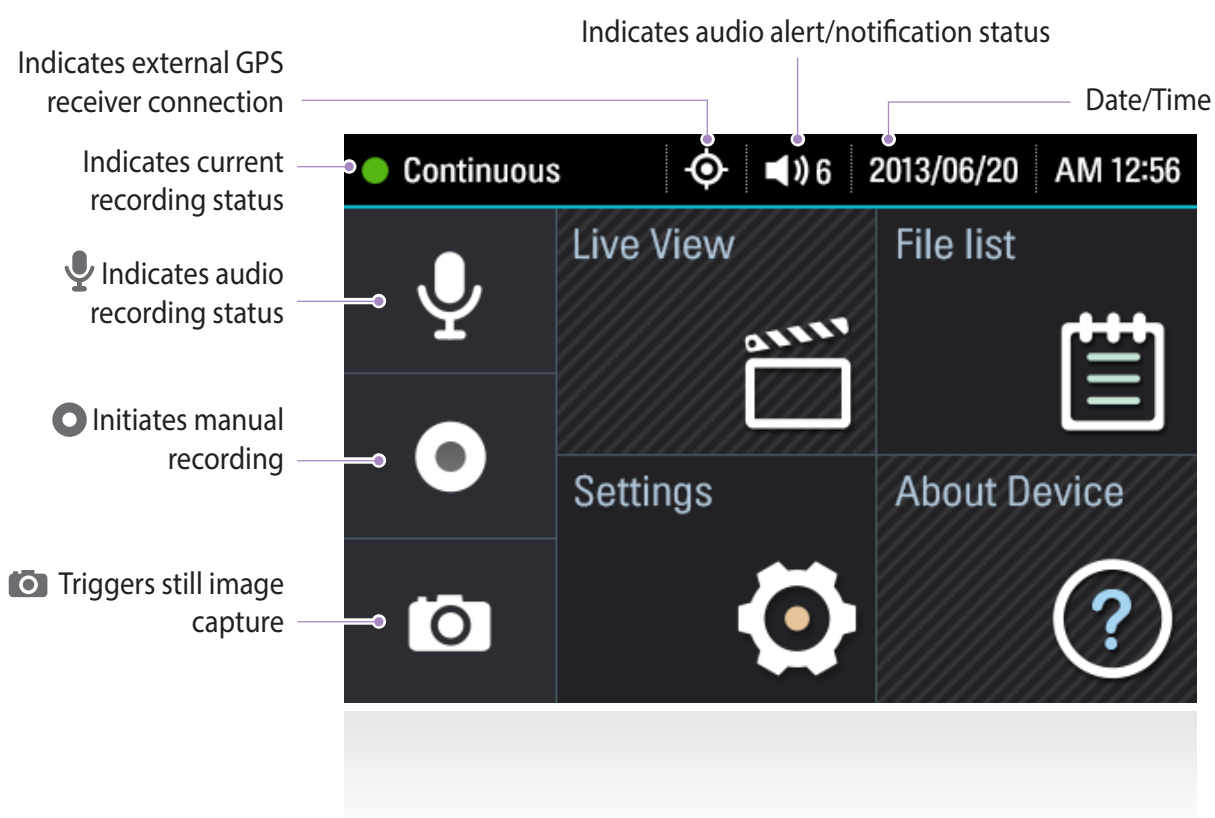 Indicates audio alert/notification status
Indicates external GPS
receiver connection
Date/Time
Indicates current
recording status
Continuous
6
2013/06/20
AM 12:56
Indicates audio
recording status
Live View
File list
Initiates manual
recording
Settings
About Device
?
Triggers still image
capture